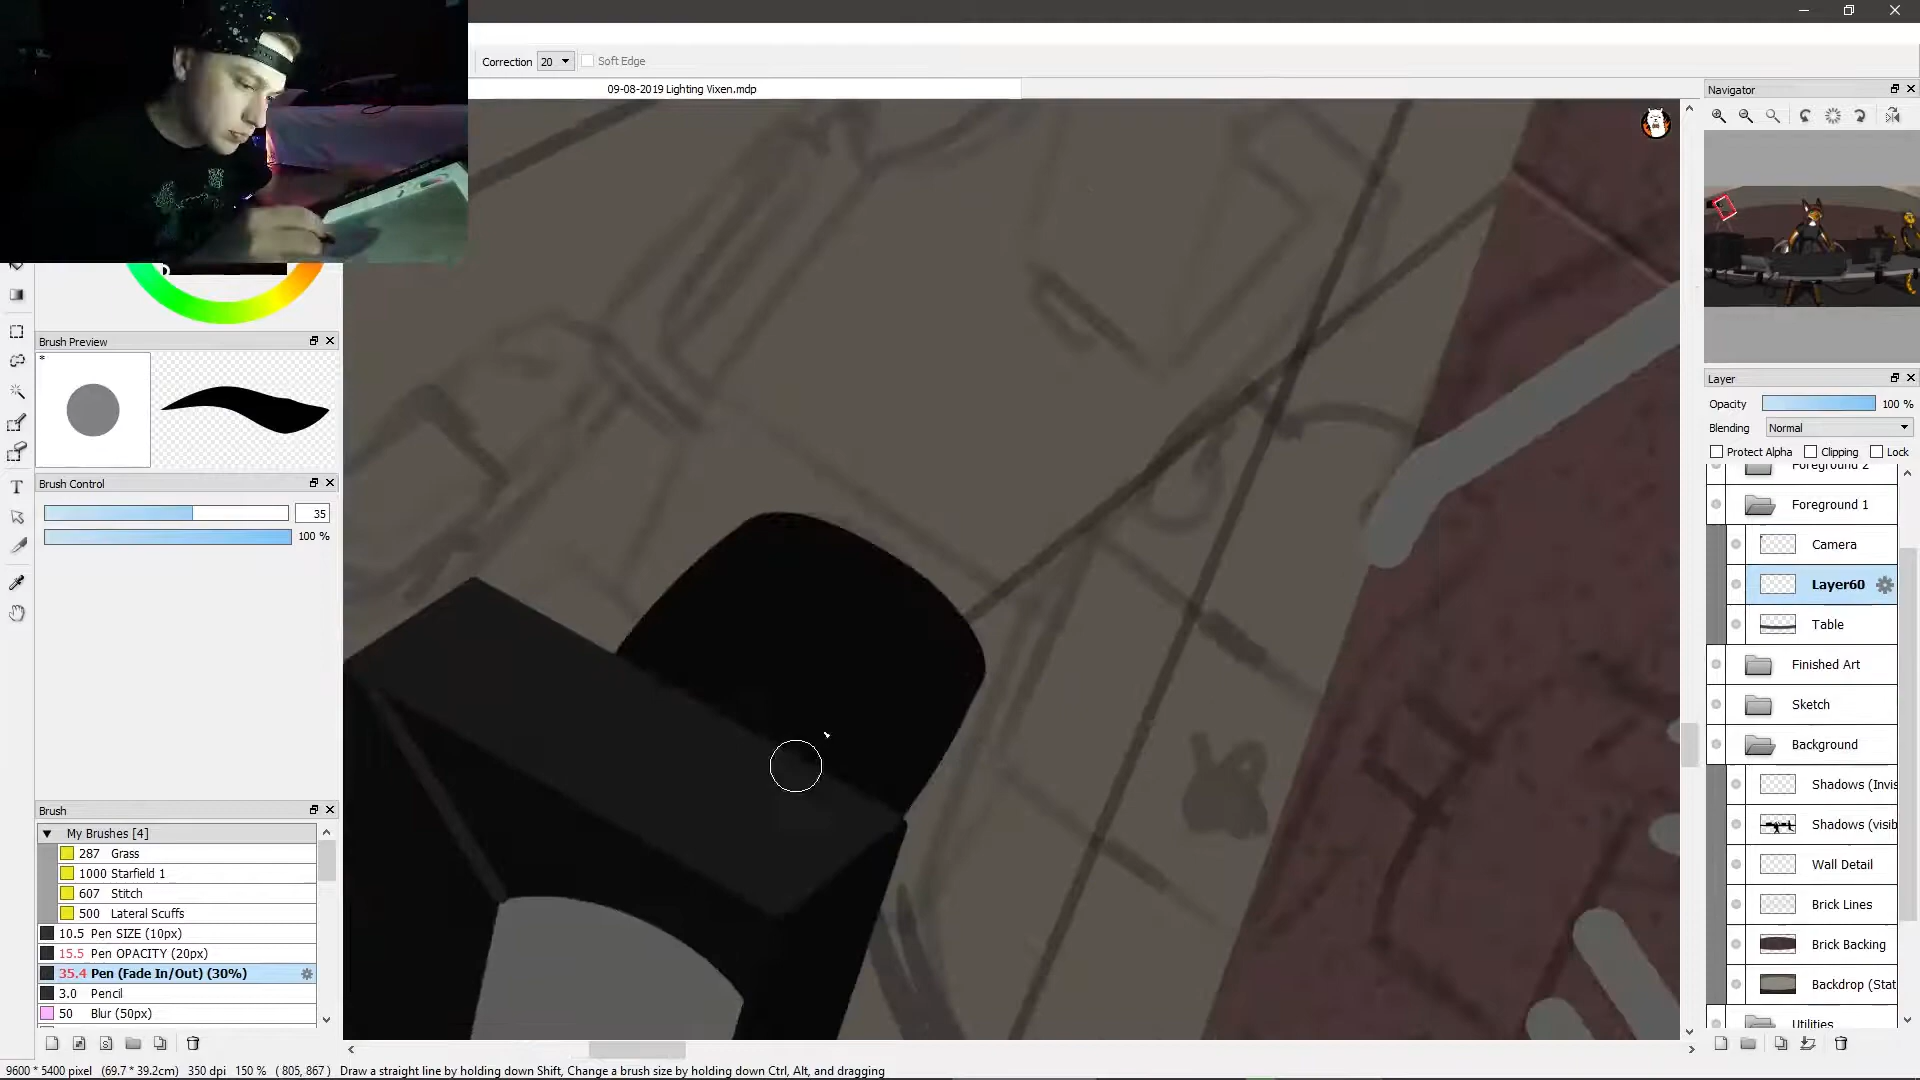 Correction 20 Soft Edge
09-08-2019 Lighting Vixen.mdp
Navigator
Brush Preview
*
Brush Control
35
100 %
Brush
My Brushes [4]
287 Grass
1000 Starfield 1
607 Stitch
500 Lateral Scuffs
10.5 Pen SIZE (10px)
15.5 Pen OPACITY (20px)
35.4 Pen (Fade In/Out) (30%)
3.0 Pencil
50 Blur (50px)
Layer
Opacity 100 %
Blending Normal
Protect Alpha Clipping Lock
Foreground 2
Foreground 1
Camera
Layer60
Table
Finished Art
Sketch
Background
Shadows (Invis
Shadows (visib
Wall Detail
Brick Lines
Brick Backing
Backdrop (Stat
Utilities
9600 * 5400 pixel (69.7 * 39.2cm) 350 dpi 150 % ( 805, 867 ) Draw a straight line by holding down Shift, Change a brush size by holding down Ctrl, Alt, and dragging